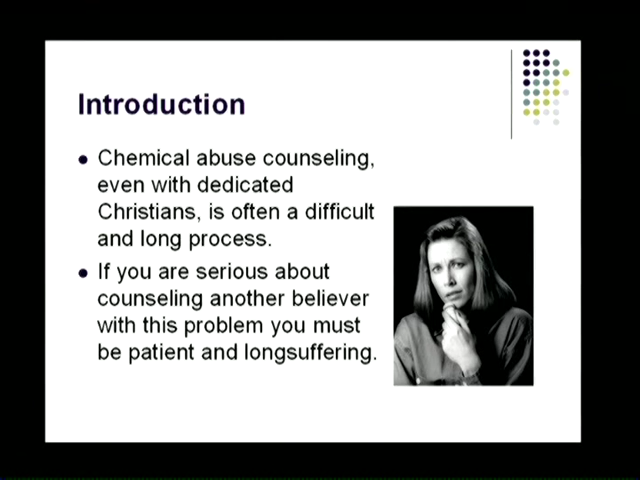 Introduction
Chemical abuse counseling,
even with dedicated
Christians, is often a difficult
and long process.
If you are serious about
counseling another believer
with this problem you must
be patient and longsuffering.